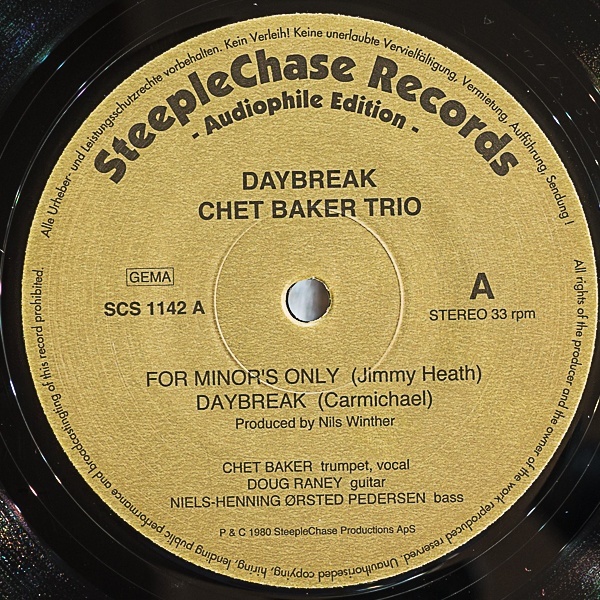 Alle Urheber- und Leistungsschutzrechte vorbehalten. Kein Verleih! Keine unerlaubte Vervielfältigung, Vermietung, Aufführung, Sendung !
SteepleChase Records
- Audiophile Edition -
DAYBREAK
CHET BAKER TRIO
GEMA
SCS 1142 A
A
STEREO 33 rpm
FOR MINOR'S ONLY (Jimmy Heath)
DAYBREAK (Carmichael)
Produced by Nils Winther
CHET BAKER trumpet, vocal
DOUG RANEY guitar
NIELS-HENNING ØRSTED PEDERSEN bass
P & C 1980 SteepleChase Productions ApS
All rights of the producer and the owner of the work reproduced reserved. Unauthoriseded copying, hiring, lending public performance and broadcastingting of this record prohibited.